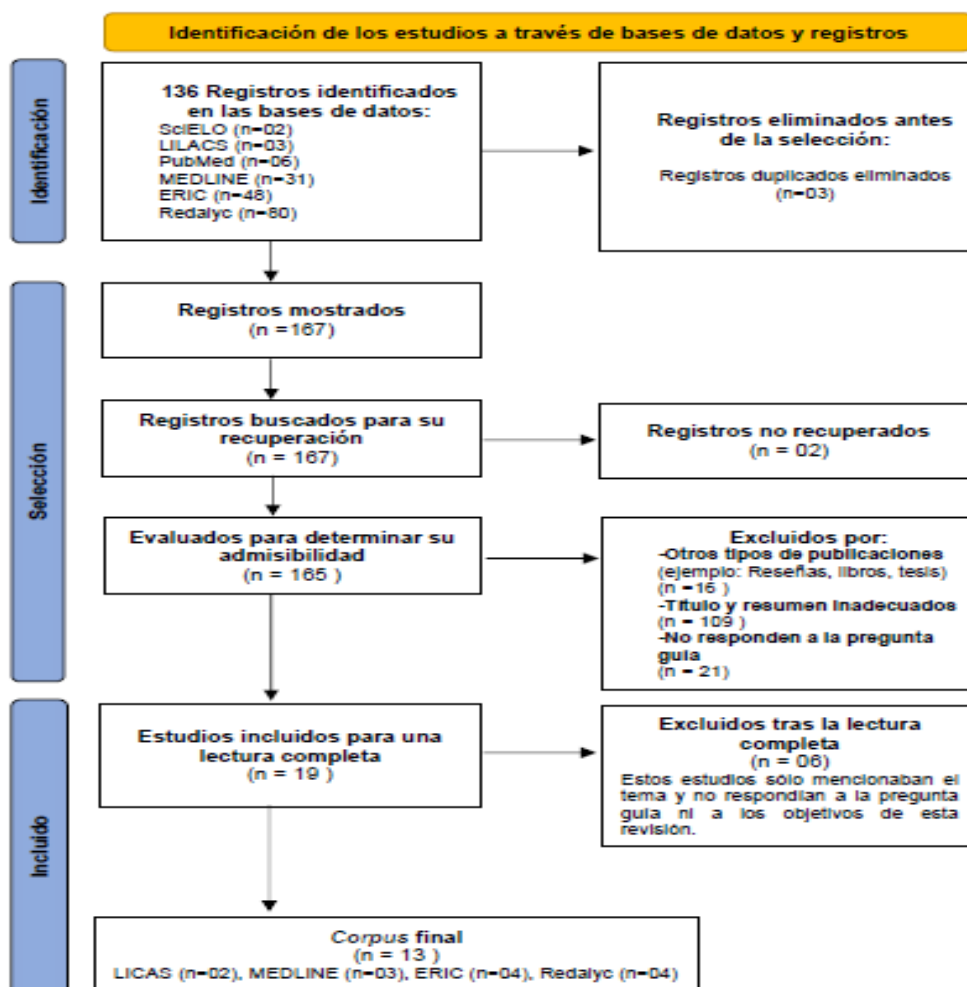 Identificación de los estudios a través de bases de datos y registros
Identificación
136 Registros identificados
en las bases de datos:
SciELO (n=02)
LILACS (n=03)
PubMed (n=06)
MEDLINE (n=31)
ERIC (n=48)
Redalyc (n=80)
Registros eliminados antes
de la selección:
Registros duplicados eliminados
(n=03)
Selección
Registros mostrados
(n =167)
Registros buscados para su
recuperación
(n = 167)
Registros no recuperados
(n = 02)
Evaluados para determinar su
admisibilidad
(n = 165 )
Excluidos por:
-Otros tipos de publicaciones
(ejemplo: Reseñas, libros, tesis)
(n =16 )
-Título y resumen inadecuados
(n = 109 )
-No responden a la pregunta
guía
(n = 21)
Incluido
Estudios incluidos para una
lectura completa
(n = 19 )
Excluidos tras la lectura
completa
(n = 06)
Estos estudios sólo mencionaban el
tema y no respondían a la pregunta
guía ni a los objetivos de esta
revisión.
Corpus final
(n = 13 )
LICAS (n=02), MEDLINE (n=03), ERIC (n=04), Redalyc (n=04)